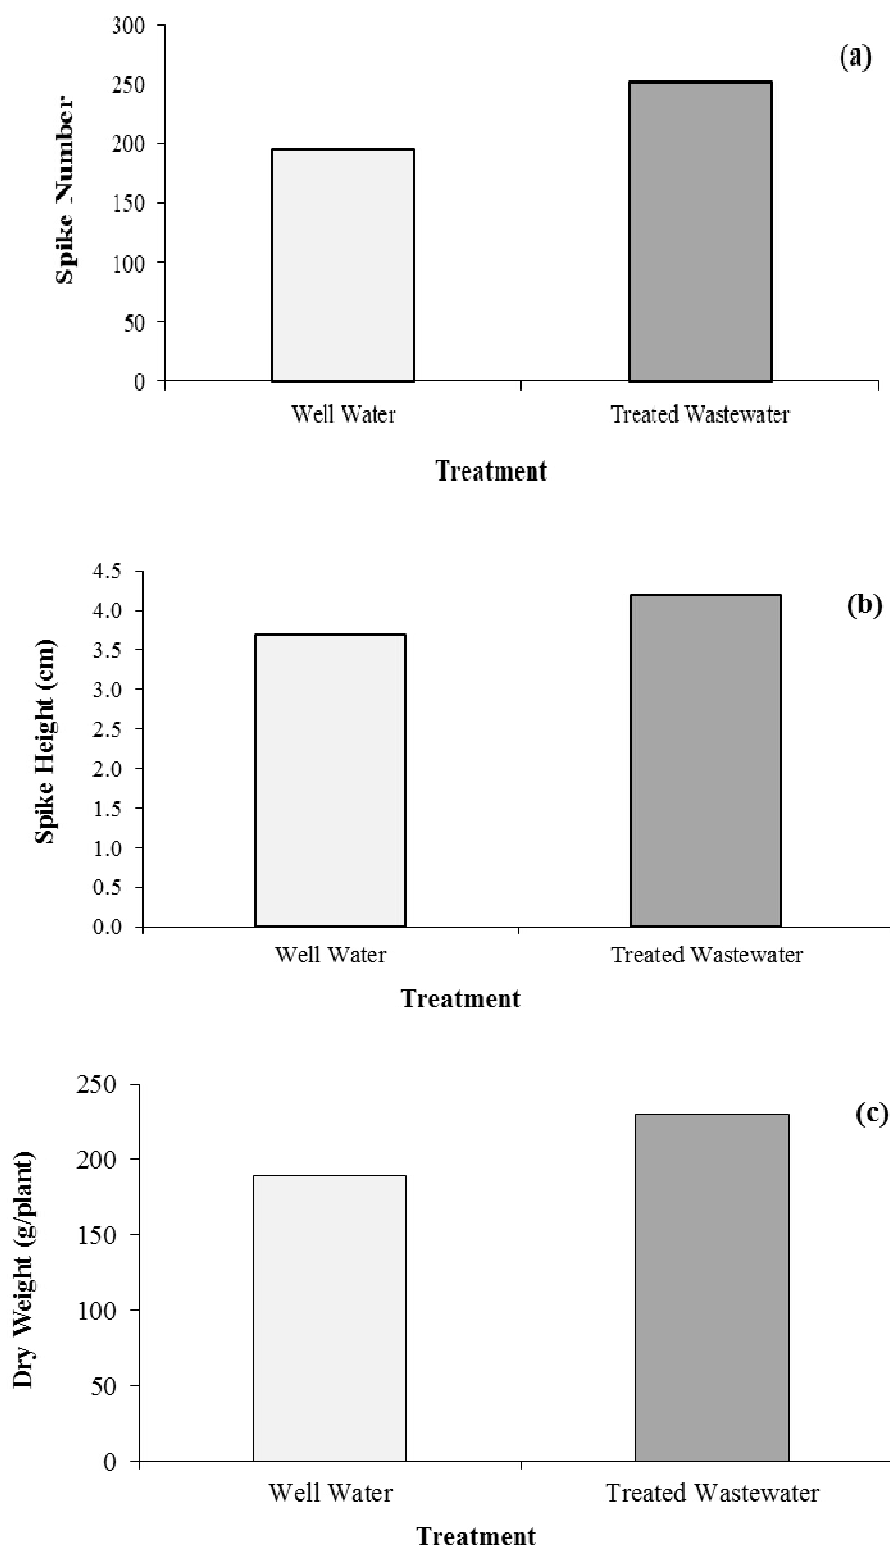 300
(a)
250
200
150
100
50
0
Spike Number
Well Water
Treated Wastewater
Treatment
4.5
(b)
4.0
3.5
3.0
2.5
2.0
1.5
1.0
0.5
0.0
Spike Height (cm)
Well Water
Treated Wastewater
Treatment
250
(c)
200
150
100
50
0
Dry Weight (g/plant)
Well Water
Treated Wastewater
Treatment